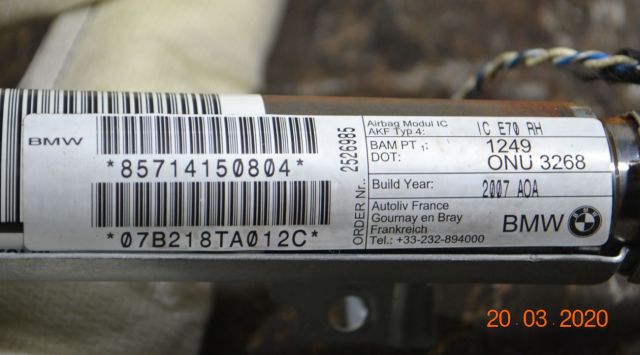 BMW
*85714150804*
*07B218TA012C*
ORDER Nr. 2526985
Airbag Modul IC IC E70 RH
AKF Typ 4:
BAM PT 1: 1249
DOT: ONU 3268
Build Year: 2007 AOA
Autoliv France
Gournay en Bray
Frankreich
Tel.: +33-232-894000
BMW
20.03.2020